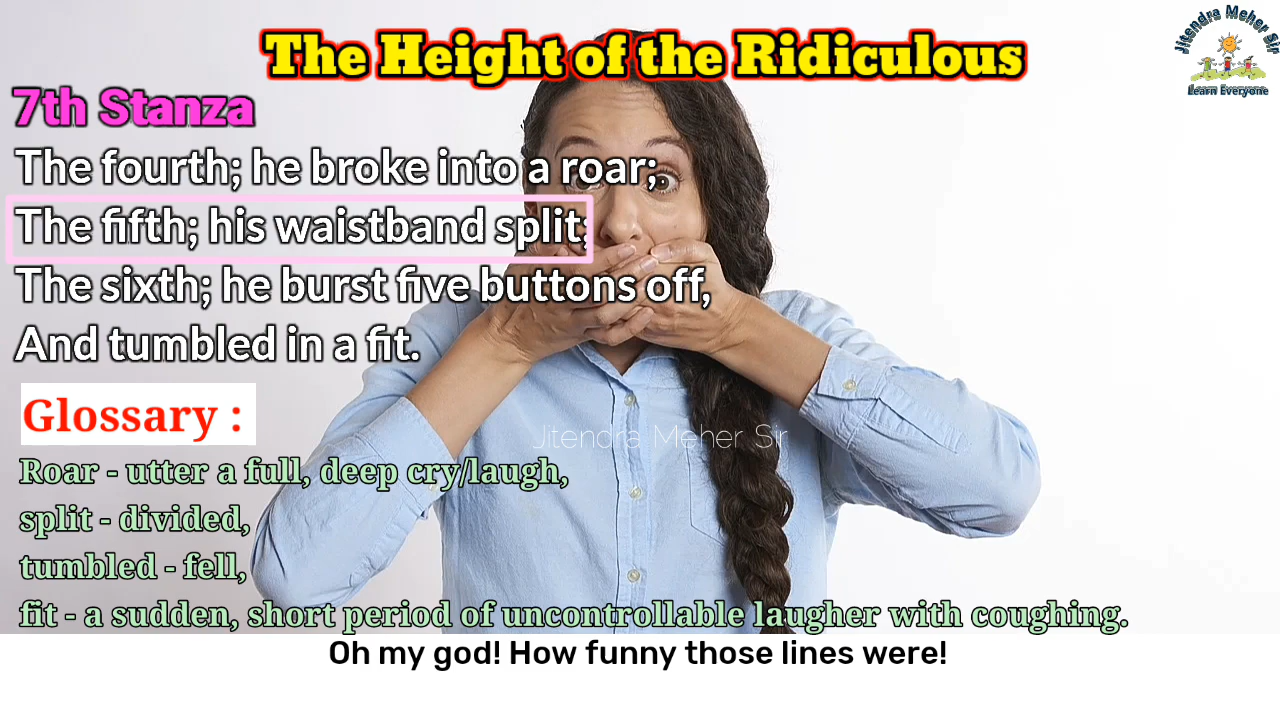 The Height of the Ridiculous
Jitendra Meher Sir
Learn Everyone
7th Stanza
The fourth; he broke into a roar;
The fifth; his waistband split;
The sixth; he burst five buttons off,
And tumbled in a fit.
Glossary :
Jitendra Meher Sir
Roar - utter a full, deep cry/laugh,
split - divided,
tumbled - fell,
fit - a sudden, short period of uncontrollable laugher with coughing.
Oh my god! How funny those lines were!